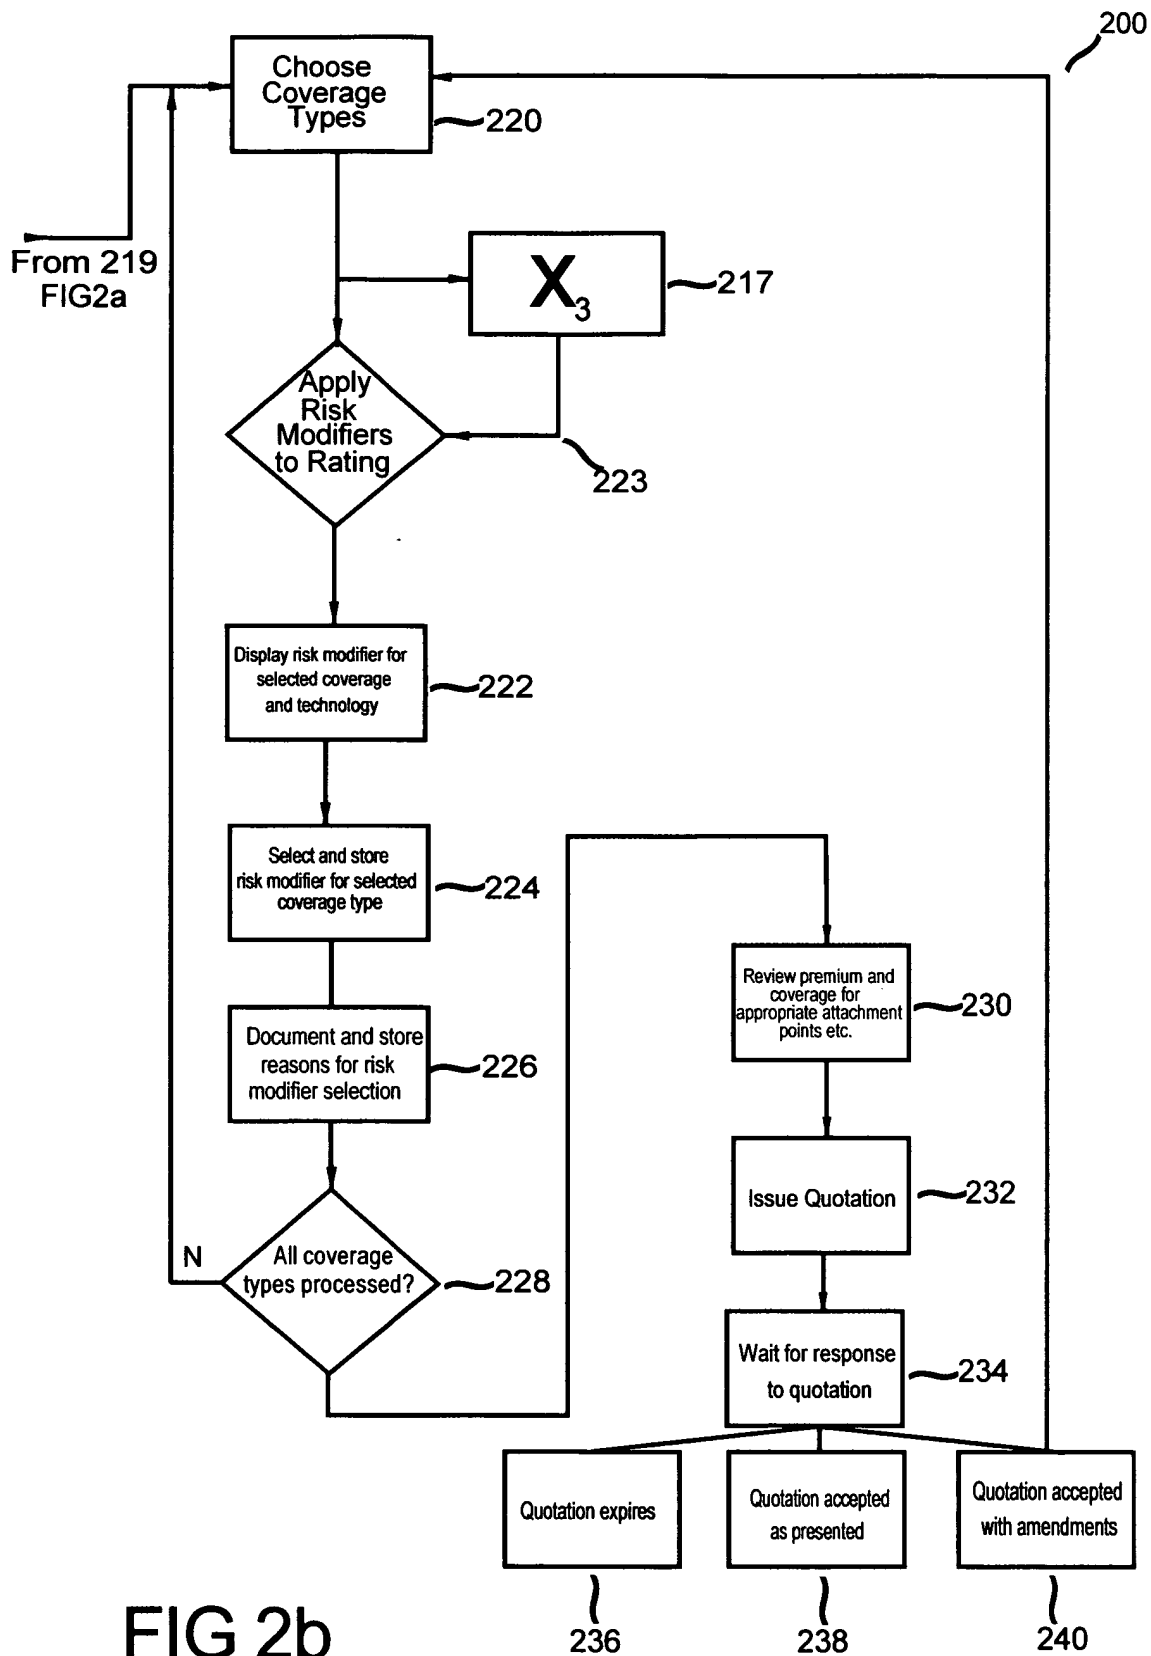 200
Choose
Coverage
Types
220
From 219
FIG2a
X3
217
Apply
Risk
Modifiers
to Rating
223
Display risk modifier for
selected coverage
and technology
222
Select and store
risk modifier for selected
coverage type
224
Document and store
reasons for risk
modifier selection
226
All coverage
types processed?
N
228
Review premium and
coverage for
appropriate attachment
points etc.
230
Issue Quotation
232
Wait for response
to quotation
234
Quotation expires
Quotation accepted
as presented
Quotation accepted
with amendments
236
238
240
FIG 2b